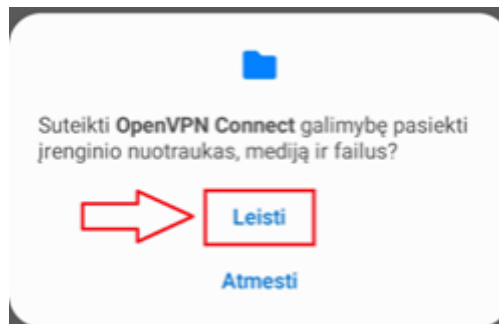 Suteikti OpenVPN Connect galimybę pasiekti
įrenginio nuotraukas, mediją ir failus?
Leisti
Atmesti